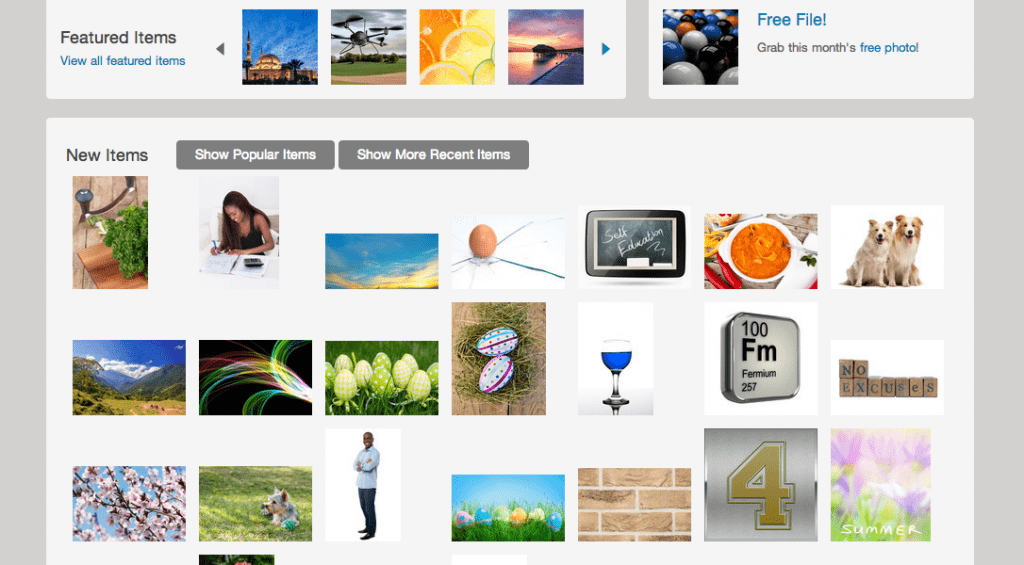 Featured Items
View all featured items
Free File!
Grab this month's free photo!
New Items
Show Popular Items
Show More Recent Items
Self
Education
100
Fm
Fermium
257
NO
EXCUSES
4
SUMMER